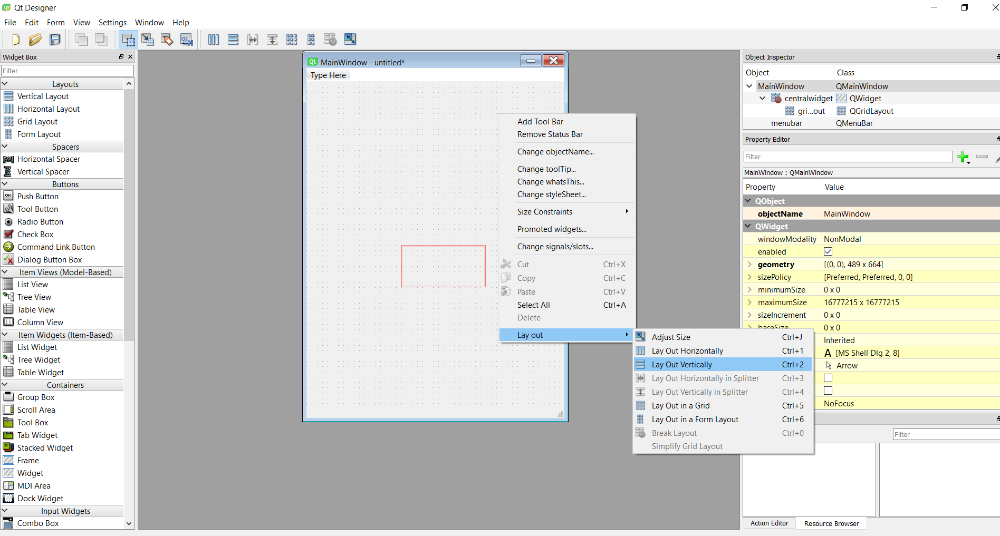 Qt Designer
File Edit Form View Settings Window Help
Widget Box
Filter
Layouts
Vertical Layout
Horizontal Layout
Grid Layout
Form Layout
Spacers
Horizontal Spacer
Vertical Spacer
Buttons
Push Button
Tool Button
Radio Button
Check Box
Command Link Button
Dialog Button Box
Item Views (Model-Based)
List View
Tree View
Table View
Column View
Item Widgets (Item-Based)
List Widget
Tree Widget
Table Widget
Containers
Group Box
Scroll Area
Tool Box
Tab Widget
Stacked Widget
Frame
Widget
MDI Area
Dock Widget
Input Widgets
Combo Box
Qt MainWindow - untitled*
Type Here
Add Tool Bar
Remove Status Bar
Change objectName...
Change toolTip...
Change whatsThis...
Change styleSheet...
Size Constraints
Promoted widgets...
Change signals/slots...
Cut Ctrl+X
Copy Ctrl+C
Paste Ctrl+V
Select All Ctrl+A
Delete
Lay out
Adjust Size Ctrl+J
Lay Out Horizontally Ctrl+1
Lay Out Vertically Ctrl+2
Lay Out Horizontally in Splitter Ctrl+3
Lay Out Vertically in Splitter Ctrl+4
Lay Out in a Grid Ctrl+5
Lay Out in a Form Layout Ctrl+6
Break Layout Ctrl+0
Simplify Grid Layout
Object Inspector
Object Class
MainWindow QMainWindow
centralwidget QWidget
gri...out QGridLayout
menubar QMenuBar
Property Editor
Filter
MainWindow : QMainWindow
Property Value
QObject
objectName MainWindow
QWidget
windowModality NonModal
enabled
geometry [(0, 0), 489 x 664]
sizePolicy [Preferred, Preferred, 0, 0]
minimumSize 0 x 0
maximumSize 16777215 x 16777215
sizeIncrement 0 x 0
baseSize 0 x 0
Inherited
A [MS Shell Dlg 2, 8]
Arrow
NoFocus
Filter
Action Editor Resource Browser